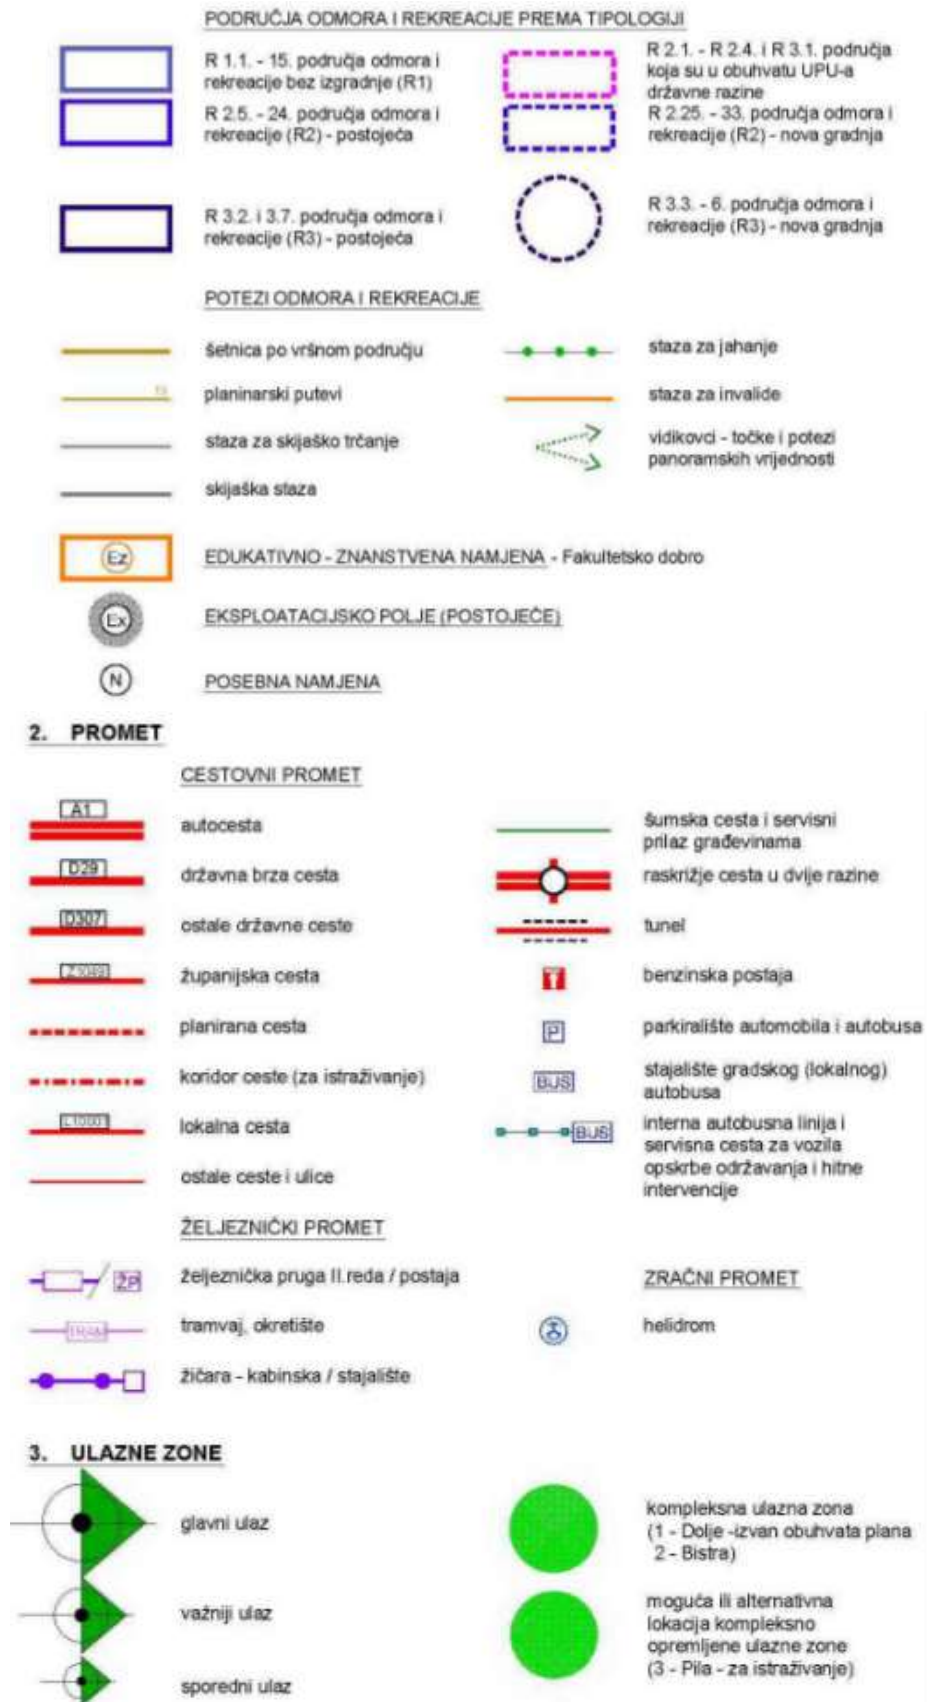 PODRUČJA ODMORA I REKREACIJE PREMA TIPOLOGIJI
R 1.1. - 15. područja odmora i
rekreacije bez izgradnje (R1)
R 2.1. - R 2.4. i R 3.1. područja
koja su u obuhvatu UPU-a
državne razine
R 2.5. - 24. područja odmora i
rekreacije (R2) - postojeća
R 2.25. - 33. područja odmora i
rekreacije (R2) - nova gradnja
R 3.2. i 3.7. područja odmora i
rekreacije (R3) - postojeća
R 3.3. - 6. područja odmora i
rekreacije (R3) - nova gradnja
POTEZI ODMORA I REKREACIJE
šetnica po vršnom području
staza za jahanje
planinarski putevi
staza za invalide
staza za skijaško trčanje
vidikovci - točke i potezi
panoramskih vrijednosti
skijaška staza
Ez
EDUKATIVNO - ZNANSTVENA NAMJENA - Fakultetsko dobro
Ex
EKSPLOATACIJSKO POLJE (POSTOJEĆE)
N
POSEBNA NAMJENA
2. PROMET
CESTOVNI PROMET
A1
autocesta
šumska cesta i servisni
prilaz građevinama
D29
državna brza cesta
raskrižje cesta u dvije razine
D307
ostale državne ceste
tunel
županijska cesta
benzinska postaja
planirana cesta
P
parkiralište automobila i autobusa
koridor ceste (za istraživanje)
BUS
stajalište gradskog (lokalnog)
autobusa
lokalna cesta
BUS
interna autobusna linija i
servisna cesta za vozila
opskrbe održavanja i hitne
intervencije
ostale ceste i ulice
ŽELJEZNIČKI PROMET
ŽP
željeznička pruga II.reda / postaja
ZRAČNI PROMET
TRAM
tramvaj, okretište
helidrom
žičara - kabinska / stajalište
3. ULAZNE ZONE
glavni ulaz
kompleksna ulazna zona
(1 - Dolje -izvan obuhvata plana
2 - Bistra)
važniji ulaz
moguća ili alternativna
lokacija kompleksno
opremljene ulazne zone
(3 - Pila - za istraživanje)
sporedni ulaz